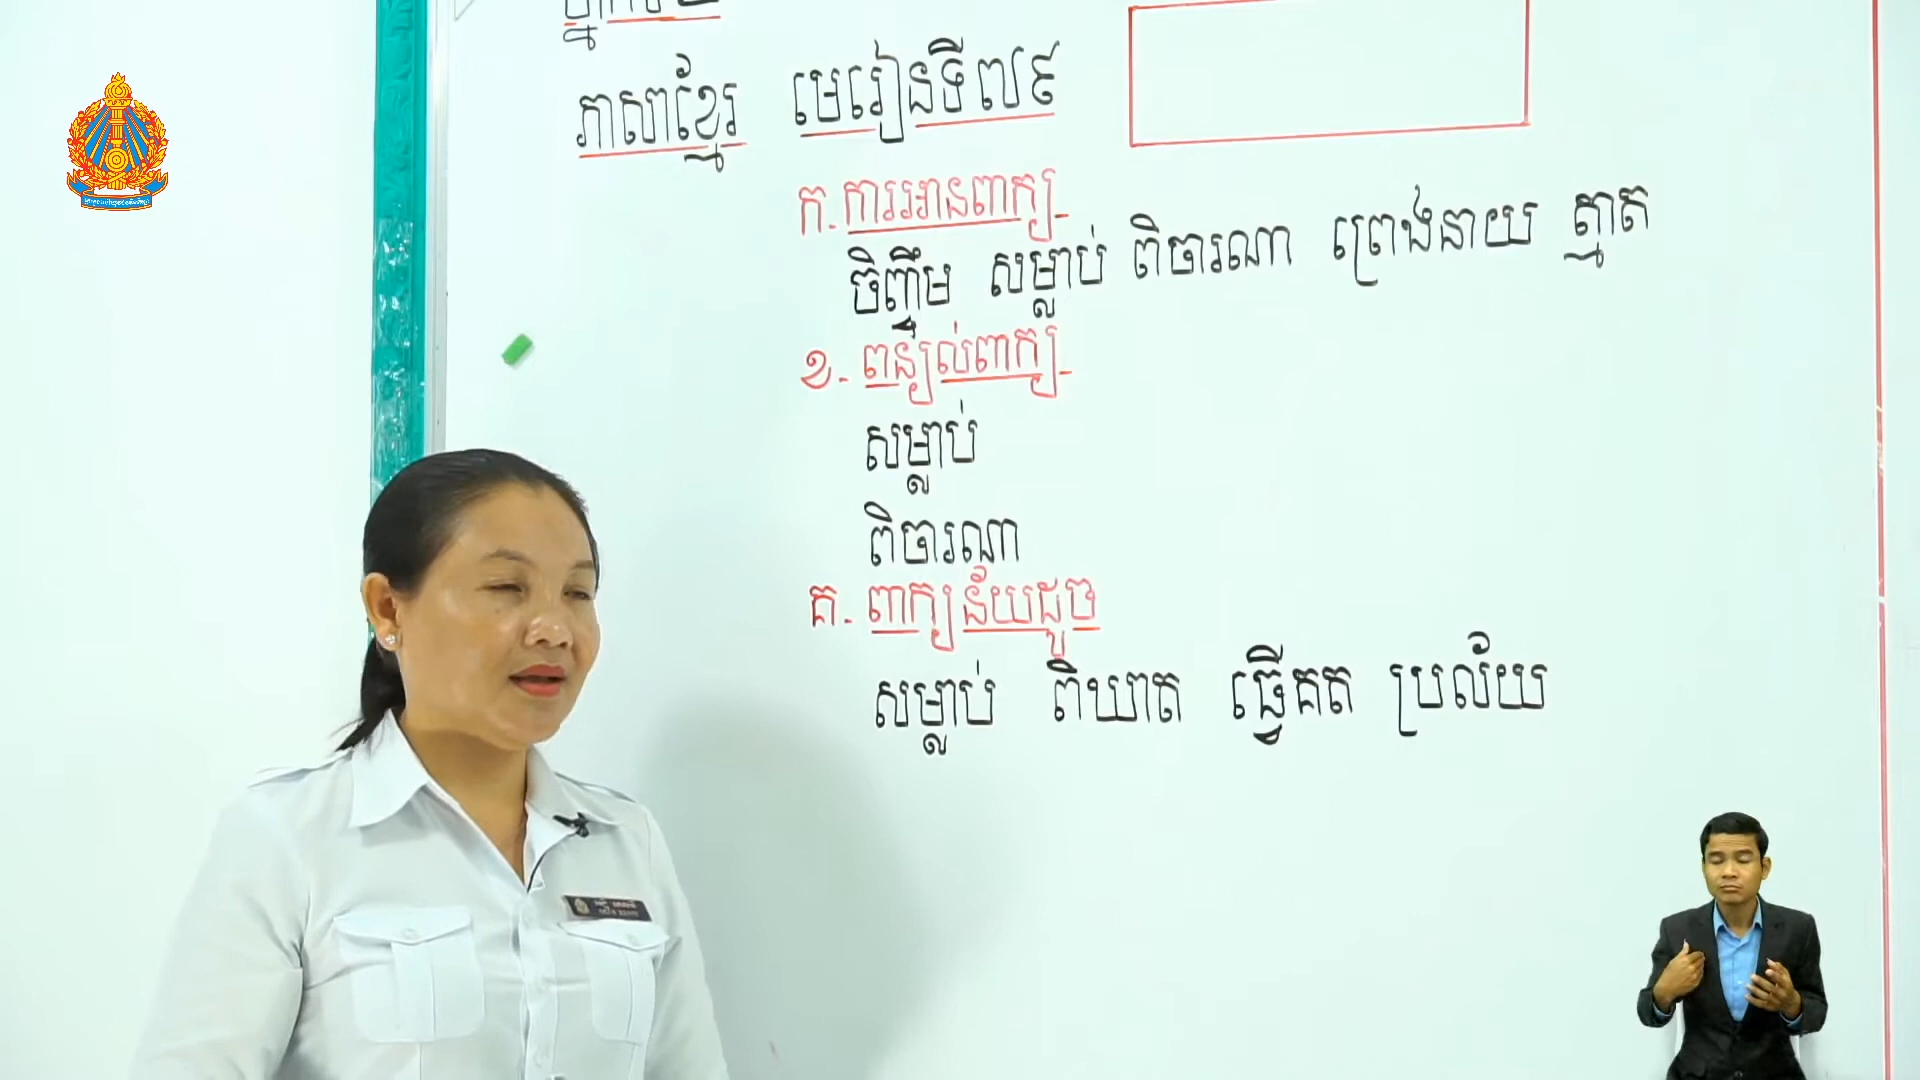 ភាសាខ្មែរ មេរៀនទី៧៩
ក. ការអានពាក្យ
ចិញ្ចឹម សម្លាប់ ពិចារណា ព្រេងនាយ ត្មាត
ខ. ពន្យល់ពាក្យ
សម្លាប់
ពិចារណា
គ. ពាក្យន័យដូច
សម្លាប់ ពិឃាត ធ្វើគត ប្រល័យ